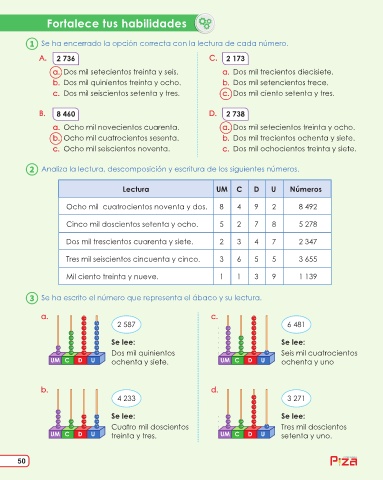 Fortalece tus habilidades
1 Se ha encerrado la opción correcta con la lectura de cada número.
A. 2 736
a. Dos mil setecientos treinta y seis.
b. Dos mil quinientos treinta y ocho.
c. Dos mil seiscientos setenta y tres.
B. 8 460
a. Ocho mil novecientos cuarenta.
b. Ocho mil cuatrocientos sesenta.
c. Ocho mil seiscientos noventa.
C. 2 173
a. Dos mil trecientos diecisiete.
b. Dos mil setencientos trece.
c. Dos mil ciento setenta y tres.
D. 2 738
a. Dos mil setecientos treinta y ocho.
b. Dos mil trecientos ochenta y siete.
c. Dos mil ochocientos treinta y siete.
2 Analiza la lectura, descomposición y escritura de los siguientes números.
Lectura UM C D U Números
Ocho mil cuatrocientos noventa y dos. 8 4 9 2 8 492
Cinco mil doscientos setenta y ocho. 5 2 7 8 5 278
Dos mil trescientos cuarenta y siete. 2 3 4 7 2 347
Tres mil seiscientos cincuenta y cinco. 3 6 5 5 3 655
Mil ciento treinta y nueve. 1 1 3 9 1 139
3 Se ha escrito el número que representa el ábaco y su lectura.
a.
2 587
Se lee:
Dos mil quinientos
ochenta y siete.
UM C D U
b.
4 233
Se lee:
Cuatro mil doscientos
treinta y tres.
UM C D U
c.
6 481
Se lee:
Seis mil cuatrocientos
ochenta y uno
UM C D U
d.
3 271
Se lee:
Tres mil doscientos
setenta y uno.
UM C D U
50
Piza